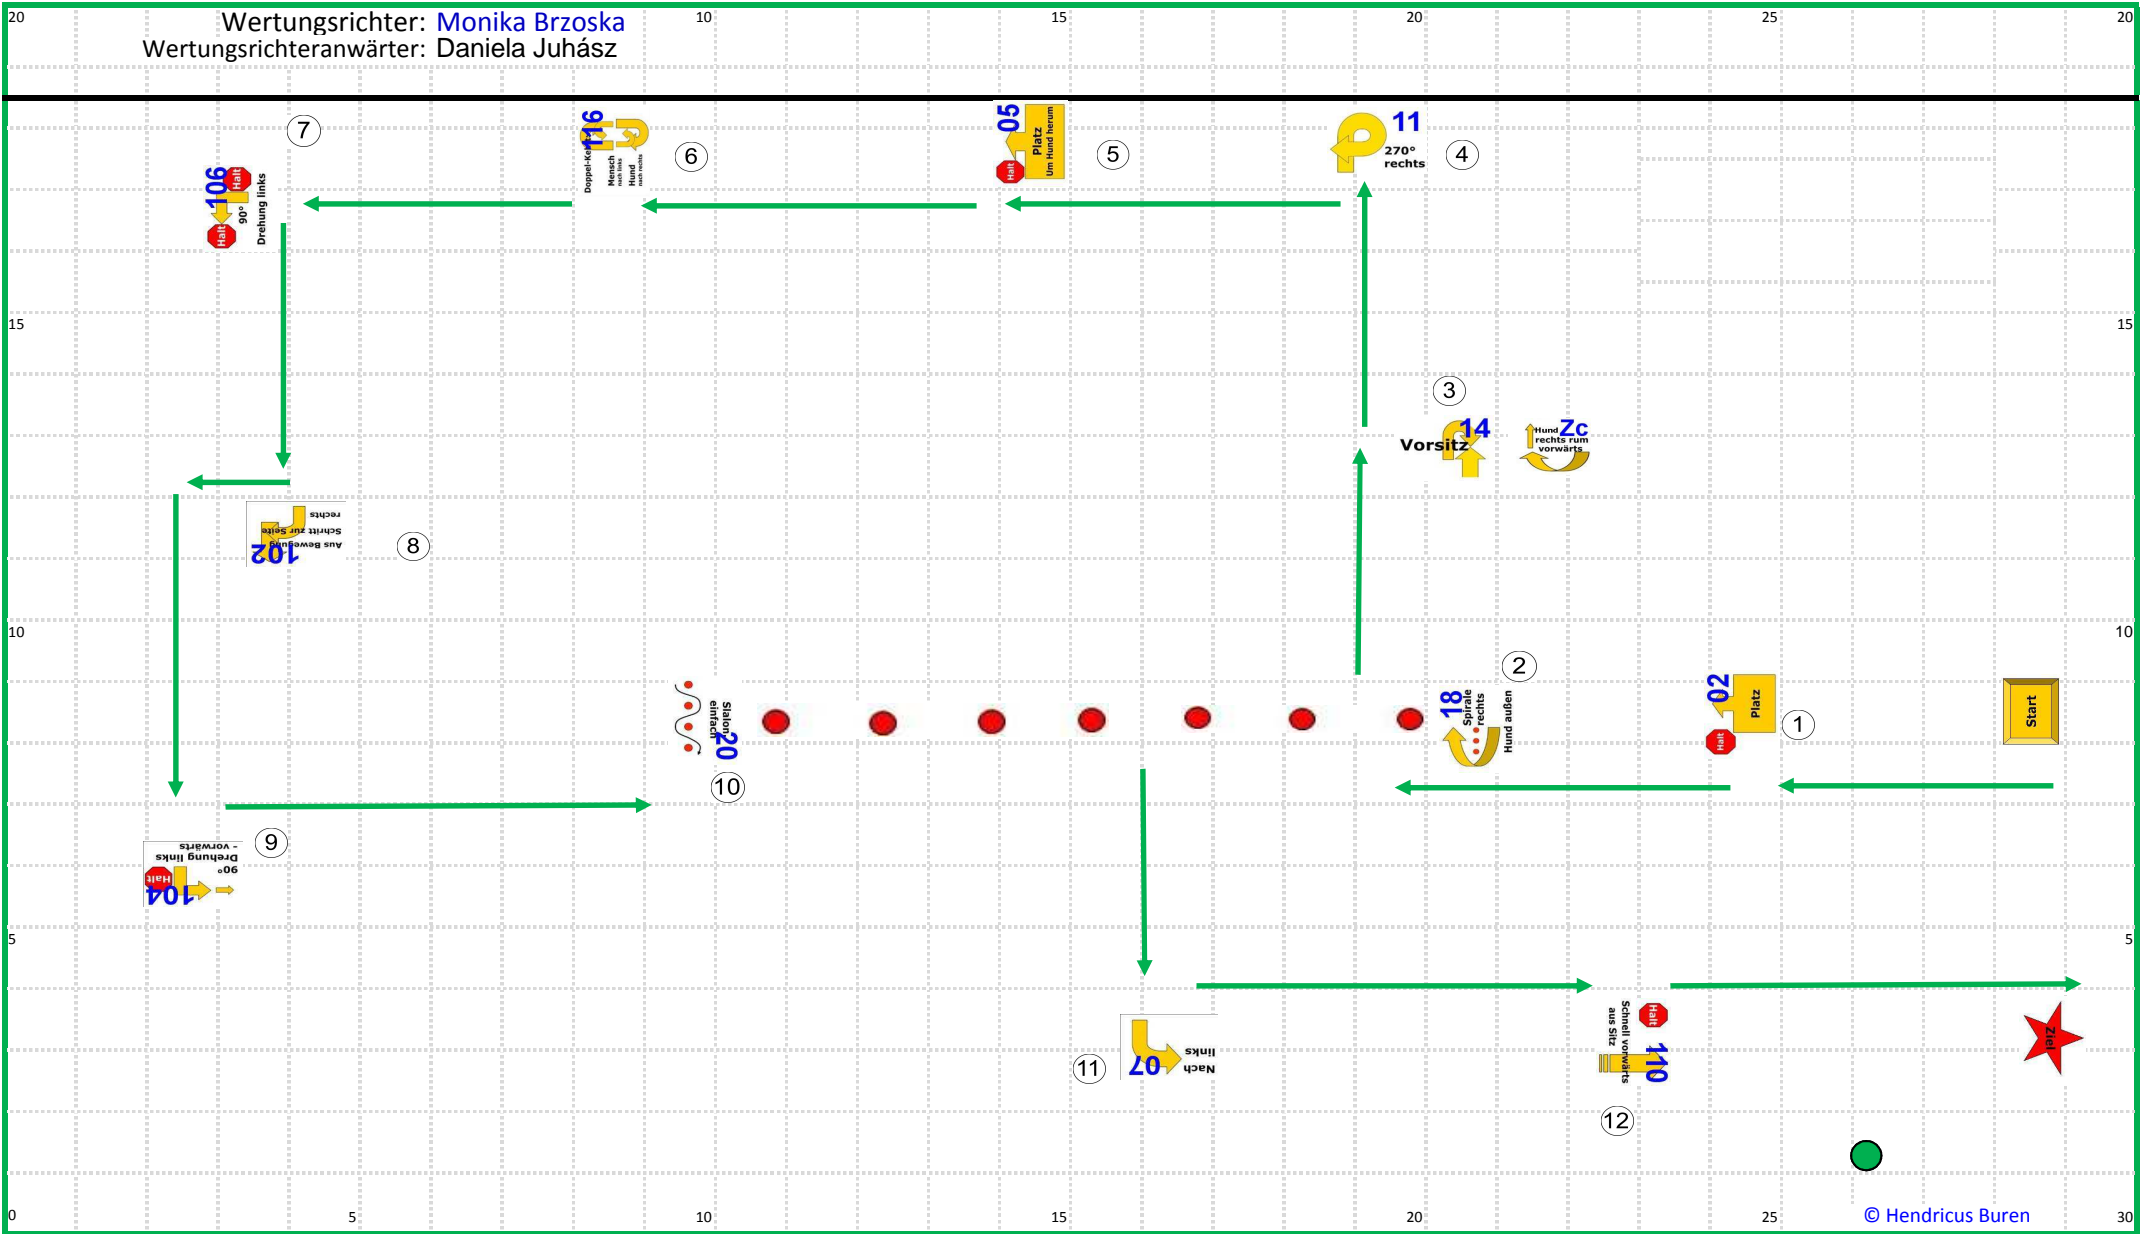 20 10 15 20 25 20
Wertungsrichter: Monika Brzoska
Wertungsrichteranwärter: Daniela Juhász
7
106
Halt
90°
Halt
Drehung links
116
Mensch
nach links
Hund
nach rechts
6
05
Halt
Platz
Um Hund herum
5
11
270°
rechts
4
15 15
3
Vorsitz
14
Hund
rechts rum
vorwärts
Zc
Aus Bewegung
Schritt zur Seite
rechts
102
8
10 10
2
18
Spirale
rechts
Hund außen
02
Halt
Platz
1
Start
Slalom
einfach
20
10
90°
Drehung links
- vorwärts
Halt
104
9
5 5
Nach
links
07
11
Halt
Schnell vorwärts
aus Sitz
110
12
Ziel
0 5 10 15 20 25 30
© Hendricus Buren